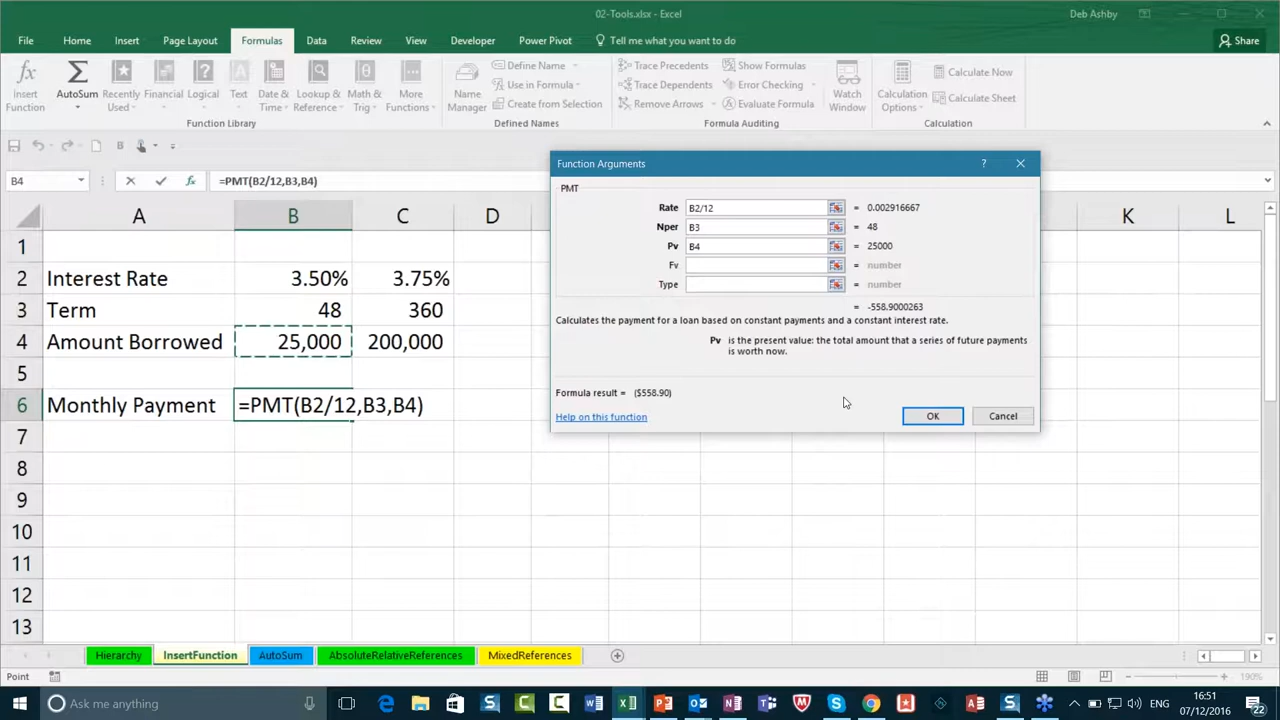 02-Tools.xlsx - Excel
Deb Ashby
File Home Insert Page Layout Formulas Data Review View Developer Power Pivot Tell me what you want to do Share
Insert Function
AutoSum
Recently Used
Financial
Logical
Text
Date & Time
Lookup & Reference
Math & Trig
More Functions
Function Library
Name Manager
Define Name
Use in Formula
Create from Selection
Defined Names
Trace Precedents
Trace Dependents
Remove Arrows
Show Formulas
Error Checking
Evaluate Formula
Formula Auditing
Watch Window
Calculation Options
Calculate Now
Calculate Sheet
Calculation
B4 fx =PMT(B2/12,B3,B4)
A B C D K L
1
2 Interest Rate 3.50% 3.75%
3 Term 48 360
4 Amount Borrowed 25,000 200,000
5
6 Monthly Payment =PMT(B2/12,B3,B4)
7
8
9
10
11
12
13
Function Arguments ?
PMT
Rate B2/12 = 0.002916667
Nper B3 = 48
Pv B4 = 25000
Fv = number
Type = number
= -558.9000263
Calculates the payment for a loan based on constant payments and a constant interest rate.
Pv is the present value: the total amount that a series of future payments
is worth now.
Formula result = ($558.90)
Help on this function
OK Cancel
Hierarchy InsertFunction AutoSum AbsoluteRelativeReferences MixedReferences
Point 190%
Ask me anything
ENG
16:51
07/12/2016
22